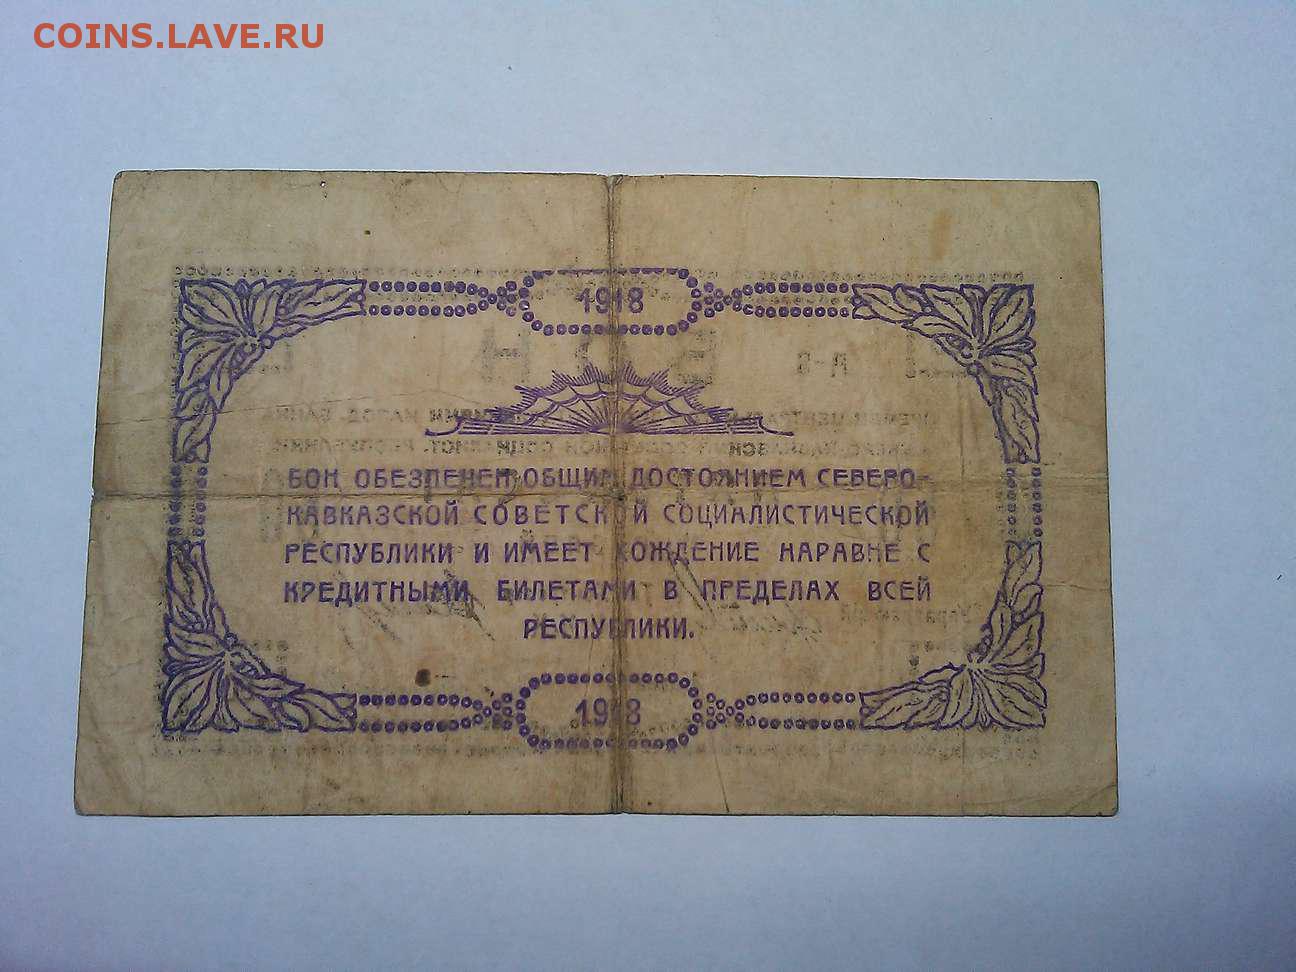 COINS.LAVE.RU
1918
БОН ОБЕЗПЕЧЕН ОБЩИМ ДОСТОЯНИЕМ СЕВЕРО-
КАВКАЗСКОЙ СОВЕТСКОЙ СОЦИАЛИСТИЧЕСКОЙ
РЕСПУБЛИКИ И ИМЕЕТ ХОЖДЕНИЕ НАРАВНЕ С
КРЕДИТНЫМИ БИЛЕТАМИ В ПРЕДЕЛАХ ВСЕЙ
РЕСПУБЛИКИ.
1918